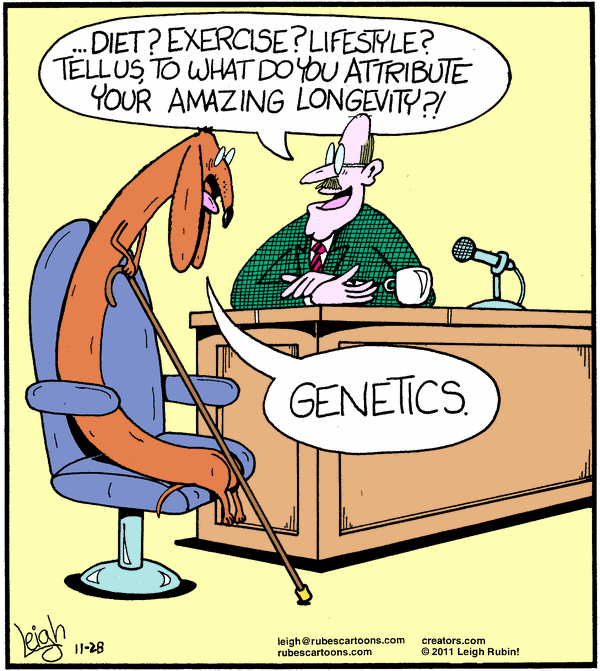 ...DIET? EXERCISE? LIFESTYLE?
TELL US, TO WHAT DO YOU ATTRIBUTE
YOUR AMAZING LONGEVITY?!
GENETICS.
Leigh
11-28
leigh@rubescartoons.com creators.com
rubescartoons.com © 2011 Leigh Rubin!